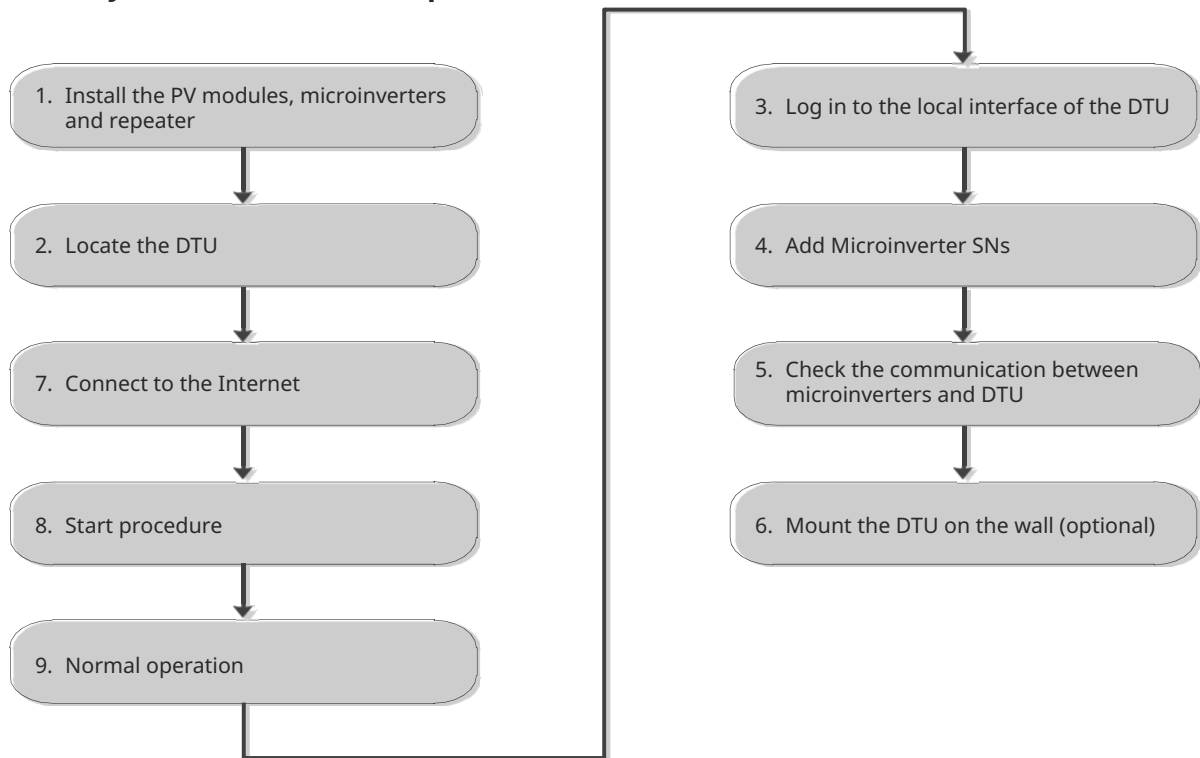 1. Install the PV modules, microinverters
and repeater
2. Locate the DTU
7. Connect to the Internet
8. Start procedure
9. Normal operation
3. Log in to the local interface of the DTU
4. Add Microinverter SNs
5. Check the communication between
microinverters and DTU
6. Mount the DTU on the wall (optional)